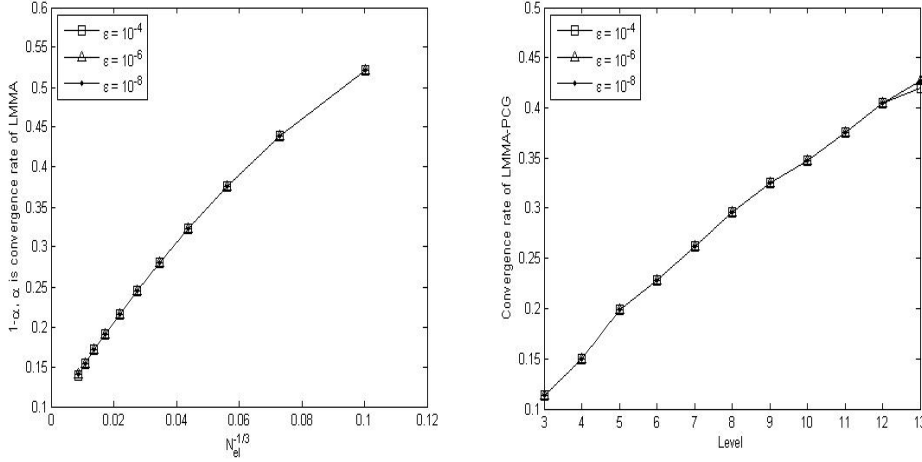 0.6
0.55
0.5
0.45
0.4
0.35
0.3
0.25
0.2
0.15
0.1
1-α, α is convergence rate of LMMA
ε = 10⁻⁴
ε = 10⁻⁶
ε = 10⁻⁸
0 0.02 0.04 0.06 0.08 0.1 0.12
N_el^-1/3
0.5
0.45
0.4
0.35
0.3
0.25
0.2
0.15
0.1
Convergence rate of LMMA-PCG
ε = 10⁻⁴
ε = 10⁻⁶
ε = 10⁻⁸
3 4 5 6 7 8 9 10 11 12 13
Level